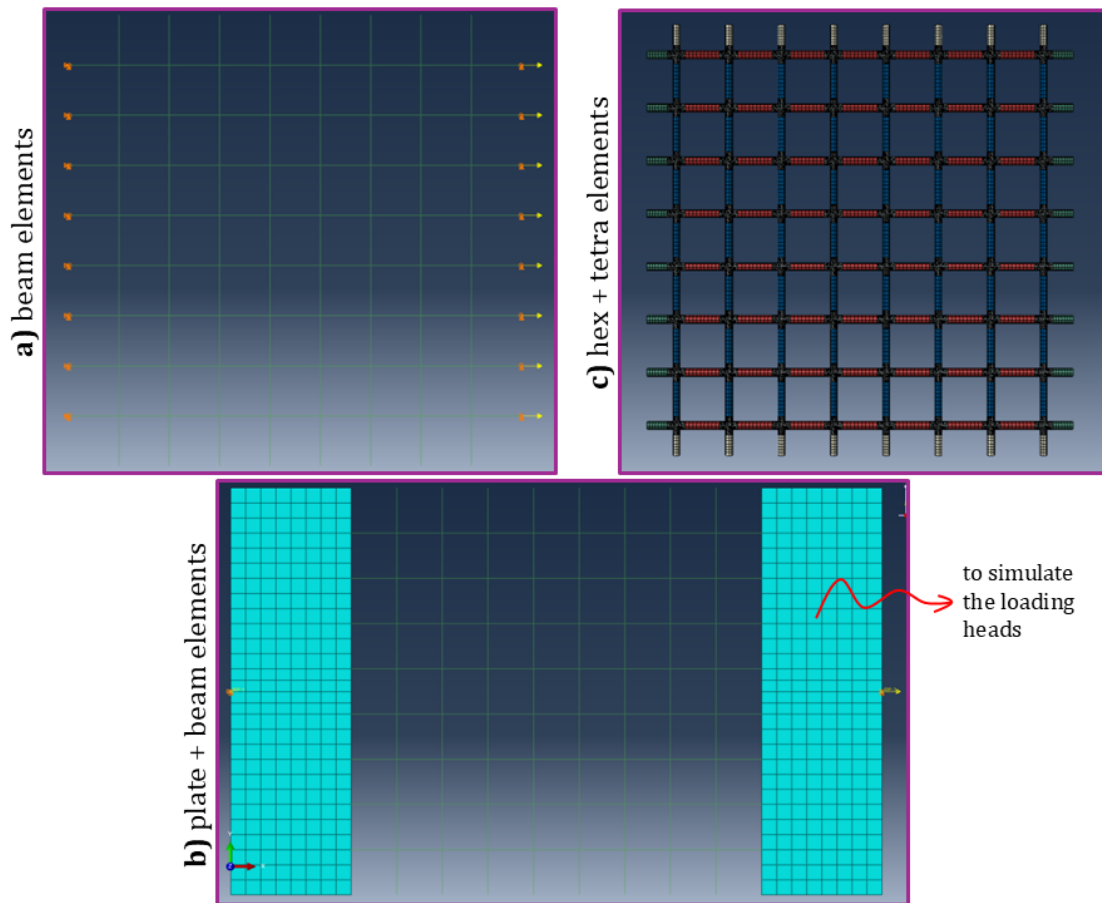 a) beam elements
c) hex + tetra elements
b) plate + beam elements
to simulate
the loading
heads